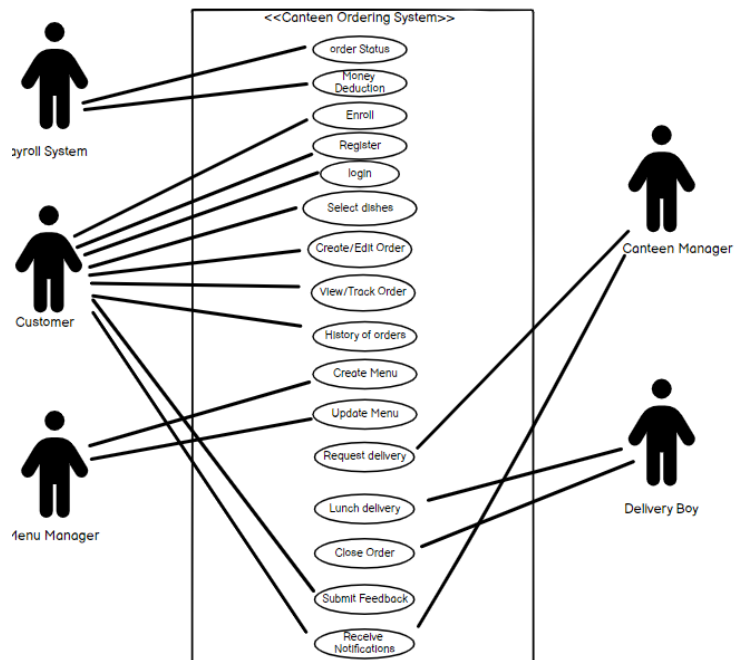 <<Canteen Ordering System>>
order Status
Money
Deduction
Enroll
Register
login
Select dishes
Create/Edit Order
View/Track Order
History of orders
Create Menu
Update Menu
Request delivery
Lunch delivery
Close Order
Submit Feedback
Receive
Notifications
ayroll System
Customer
Menu Manager
Canteen Manager
Delivery Boy